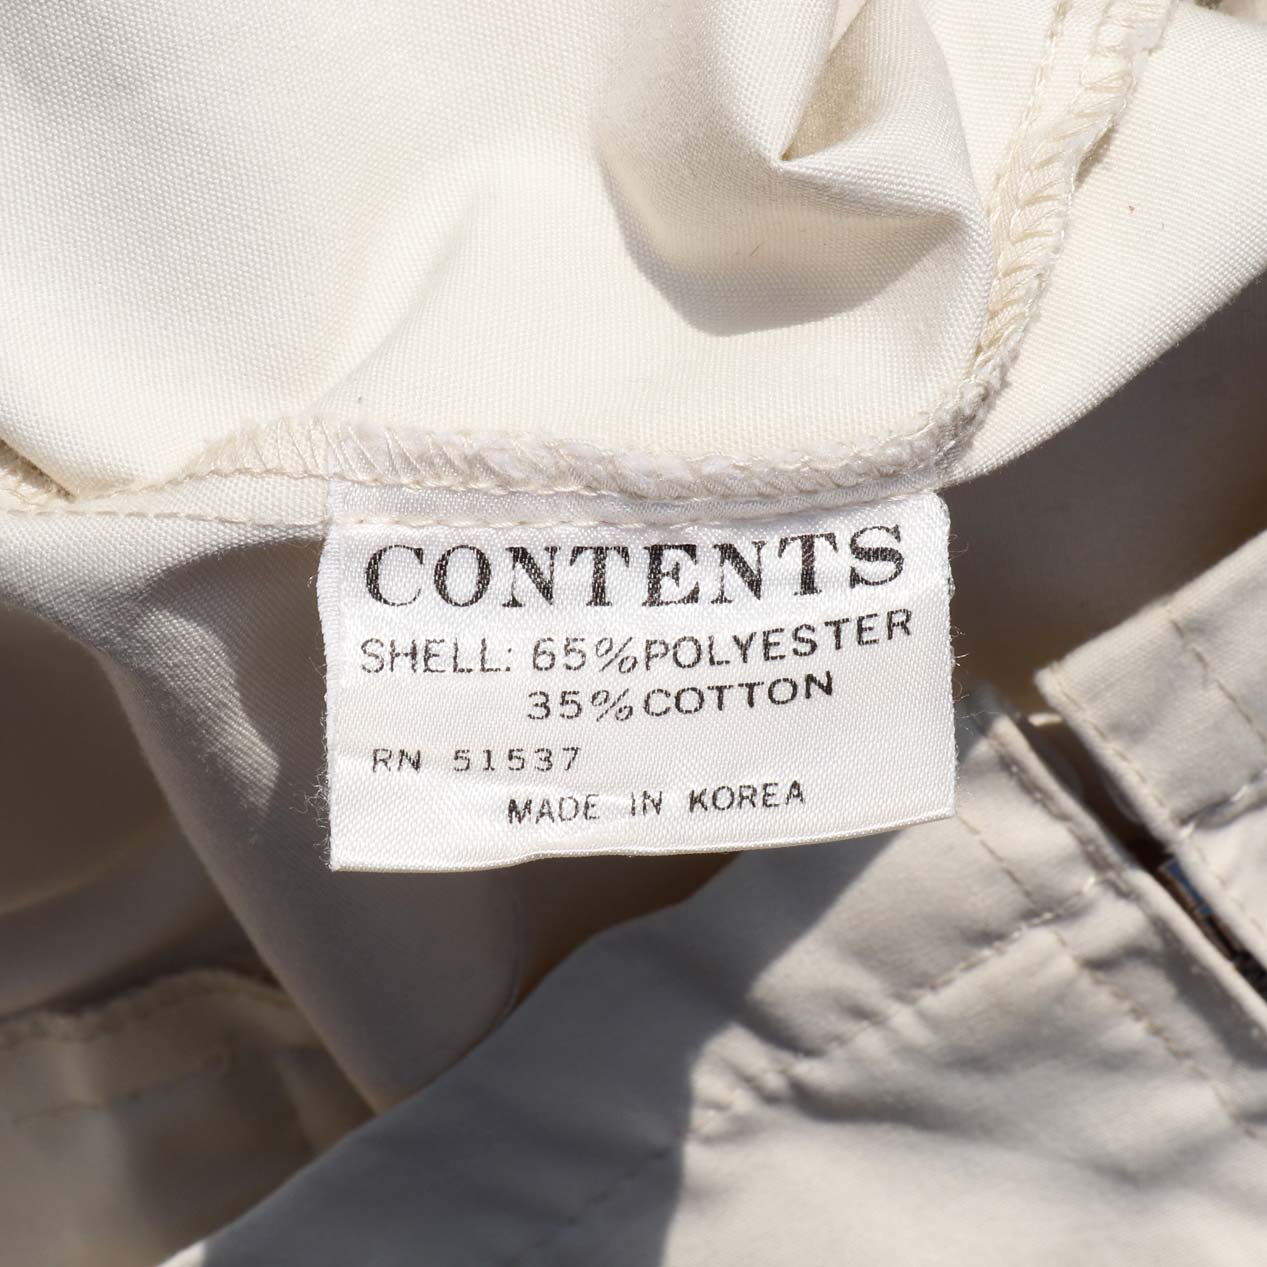 CONTENTS
SHELL: 65% POLYESTER
35% COTTON
RN 51537
MADE IN KOREA